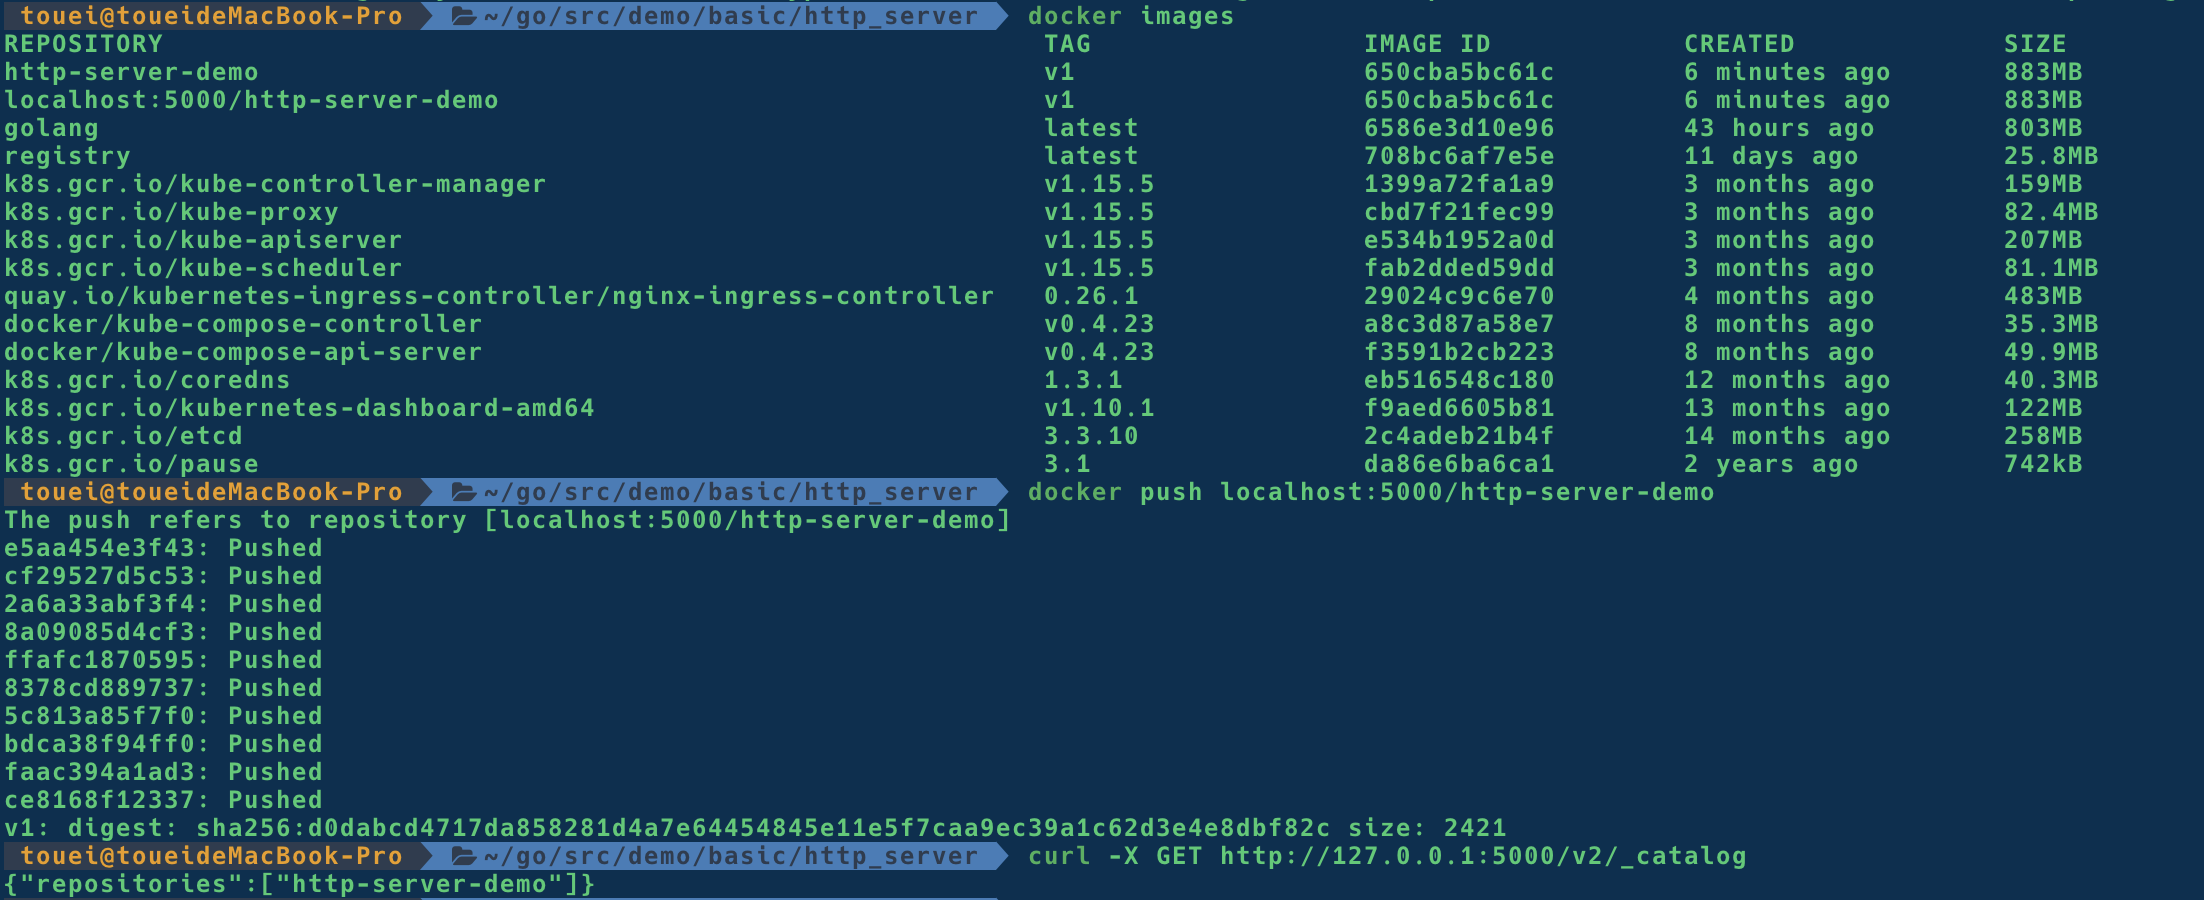 touei@toueideMacBook-Pro ~/go/src/demo/basic/http_server docker images
REPOSITORY TAG IMAGE ID CREATED SIZE
http-server-demo v1 650cba5bc61c 6 minutes ago 883MB
localhost:5000/http-server-demo v1 650cba5bc61c 6 minutes ago 883MB
golang latest 6586e3d10e96 43 hours ago 803MB
registry latest 708bc6af7e5e 11 days ago 25.8MB
k8s.gcr.io/kube-controller-manager v1.15.5 1399a72fa1a9 3 months ago 159MB
k8s.gcr.io/kube-proxy v1.15.5 cbd7f21fec99 3 months ago 82.4MB
k8s.gcr.io/kube-apiserver v1.15.5 e534b1952a0d 3 months ago 207MB
k8s.gcr.io/kube-scheduler v1.15.5 fab2dded59dd 3 months ago 81.1MB
quay.io/kubernetes-ingress-controller/nginx-ingress-controller 0.26.1 29024c9c6e70 4 months ago 483MB
docker/kube-compose-controller v0.4.23 a8c3d87a58e7 8 months ago 35.3MB
docker/kube-compose-api-server v0.4.23 f3591b2cb223 8 months ago 49.9MB
k8s.gcr.io/coredns 1.3.1 eb516548c180 12 months ago 40.3MB
k8s.gcr.io/kubernetes-dashboard-amd64 v1.10.1 f9aed6605b81 13 months ago 122MB
k8s.gcr.io/etcd 3.3.10 2c4adeb21b4f 14 months ago 258MB
k8s.gcr.io/pause 3.1 da86e6ba6ca1 2 years ago 742kB
touei@toueideMacBook-Pro ~/go/src/demo/basic/http_server docker push localhost:5000/http-server-demo
The push refers to repository [localhost:5000/http-server-demo]
e5aa454e3f43: Pushed
cf29527d5c53: Pushed
2a6a33abf3f4: Pushed
8a09085d4cf3: Pushed
ffafc1870595: Pushed
8378cd889737: Pushed
5c813a85f7f0: Pushed
bdca38f94ff0: Pushed
faac394a1ad3: Pushed
ce8168f12337: Pushed
v1: digest: sha256:d0dabcd4717da858281d4a7e64454845e11e5f7caa9ec39a1c62d3e4e8dbf82c size: 2421
touei@toueideMacBook-Pro ~/go/src/demo/basic/http_server curl -X GET http://127.0.0.1:5000/v2/_catalog
{"repositories":["http-server-demo"]}